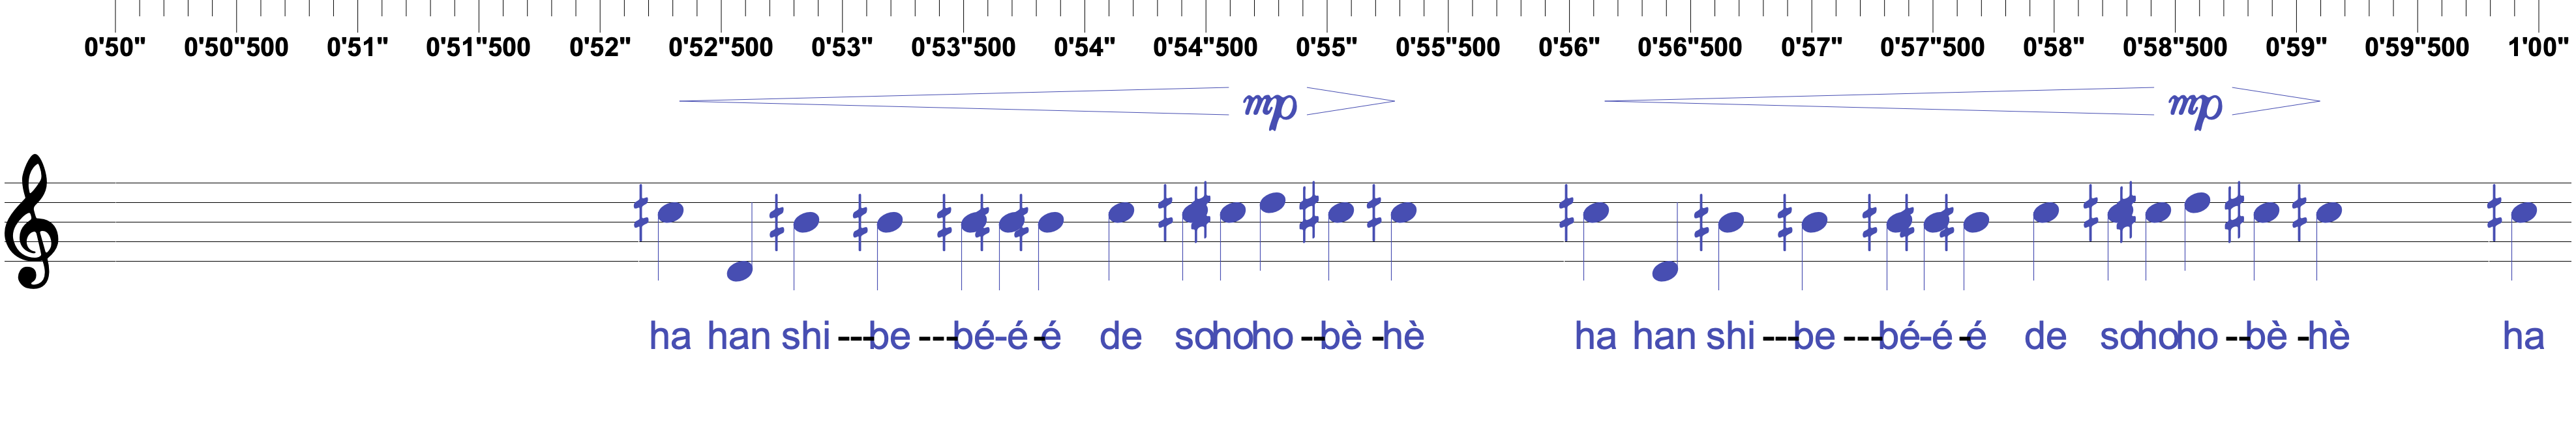 0'50" 0'50"500 0'51" 0'51"500 0'52" 0'52"500 0'53" 0'53"500 0'54" 0'54"500 0'55" 0'55"500 0'56" 0'56"500 0'57" 0'57"500 0'58" 0'58"500 0'59" 0'59"500 1'00"
mp mp
ha han shi ---be ---bé-é-é de sohoho --bè -hè ha han shi ---be ---bé-é-é de sohoho --bè -hè ha